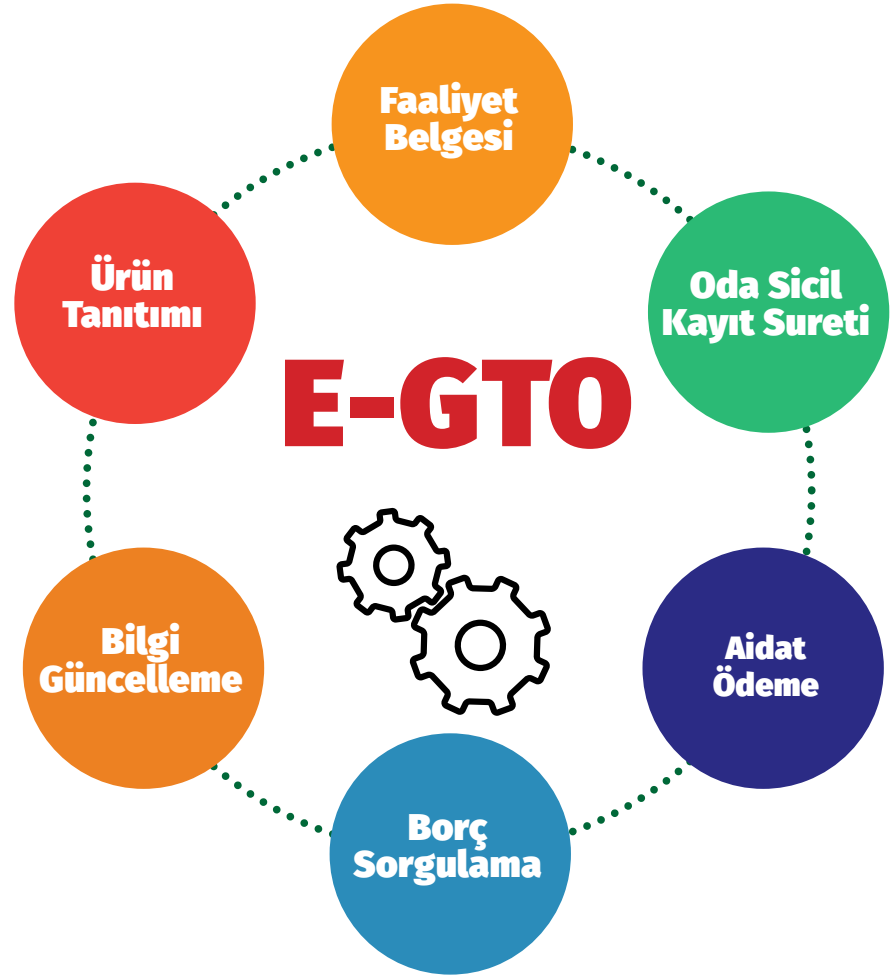 Faaliyet
Belgesi
Oda Sicil
Kayıt Sureti
Aidat
Ödeme
Borç
Sorgulama
Bilgi
Güncelleme
Ürün
Tanıtımı
E-GTO